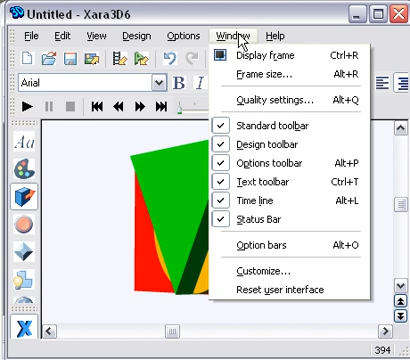 Untitled - Xara3D6
File Edit View Design Options Window Help
Display frame Ctrl+R
Frame size... Alt+R
Arial B I
Quality settings... Alt+Q
Standard toolbar
Design toolbar
Options toolbar Alt+P
Text toolbar Ctrl+T
Time line Alt+L
Status Bar
Option bars Alt+O
Customize...
Reset user interface
Aa
X
394